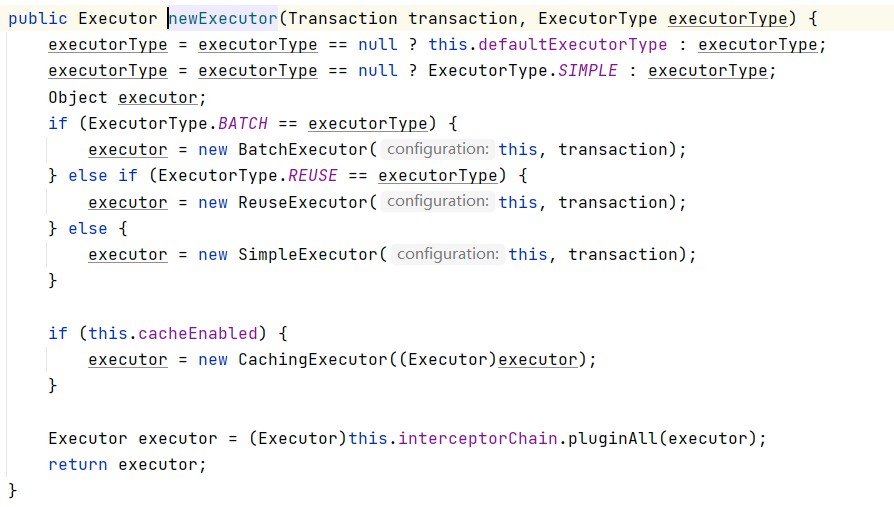 public Executor newExecutor(Transaction transaction, ExecutorType executorType) {
    executorType = executorType == null ? this.defaultExecutorType : executorType;
    executorType = executorType == null ? ExecutorType.SIMPLE : executorType;
    Object executor;
    if (ExecutorType.BATCH == executorType) {
        executor = new BatchExecutor( configuration: this, transaction);
    } else if (ExecutorType.REUSE == executorType) {
        executor = new ReuseExecutor( configuration: this, transaction);
    } else {
        executor = new SimpleExecutor( configuration: this, transaction);
    }

    if (this.cacheEnabled) {
        executor = new CachingExecutor((Executor)executor);
    }

    Executor executor = (Executor)this.interceptorChain.pluginAll(executor);
    return executor;
}